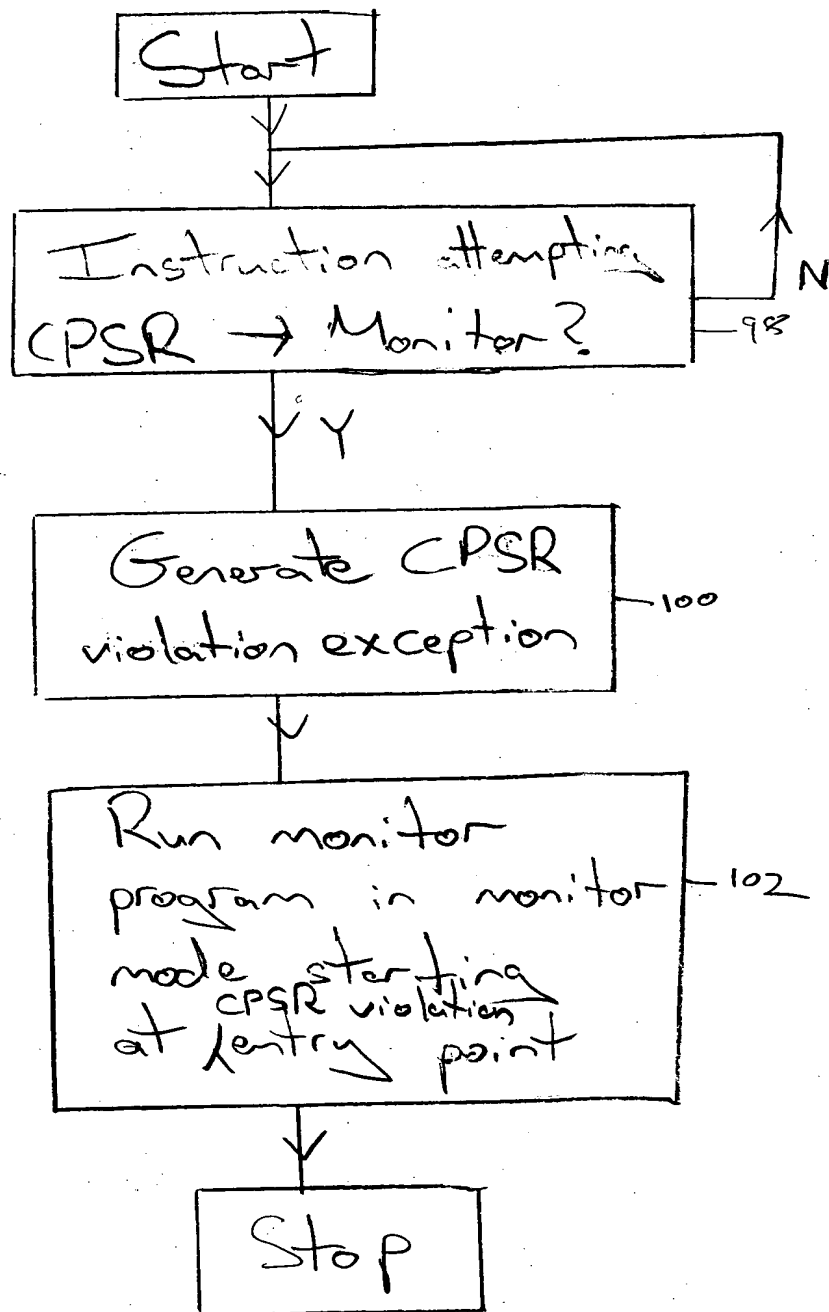 Start
Instruction attempting
CPSR → Monitor?
N
98
Y
Generate CPSR
violation exception
100
Run monitor
program in monitor
mode starting
CPSR violation
at entry point
102
Stop